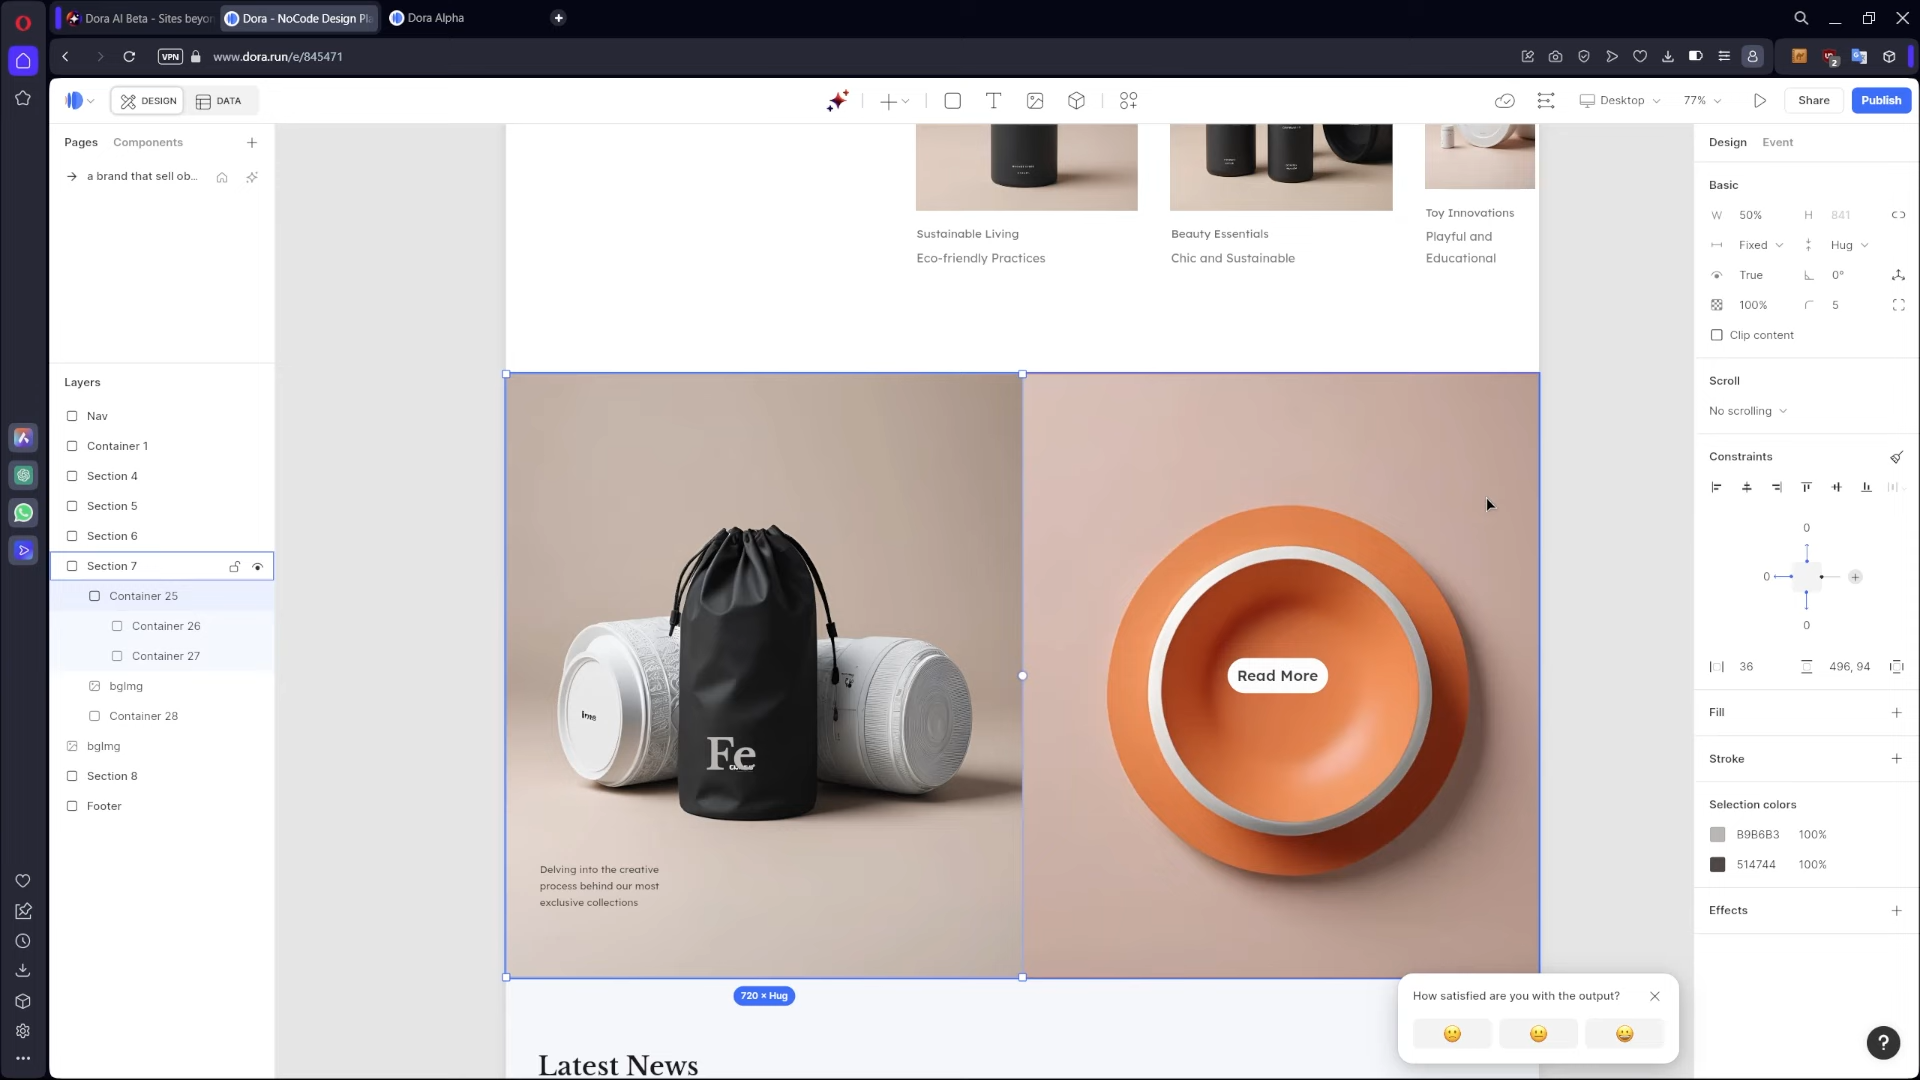 Dora AI Beta - Sites beyon
Dora - NoCode Design Pla
Dora Alpha
VPN
www.dora.run/e/845471
2
DESIGN
DATA
Desktop
77%
Share
Publish
Pages
Components
a brand that sell ob...
Layers
Nav
Container 1
Section 4
Section 5
Section 6
Section 7
Container 25
Container 26
Container 27
bgImg
Container 28
bgImg
Section 8
Footer
Sustainable Living
Eco-friendly Practices
Beauty Essentials
Chic and Sustainable
Toy Innovations
Playful and
Educational
Fe
Read More
Delving into the creative
process behind our most
exclusive collections
720 × Hug
Latest News
Design
Event
Basic
W 50% H 841
Fixed
Hug
True
0°
100%
5
Clip content
Scroll
No scrolling
Constraints
0
0
0
36
496, 94
Fill
Stroke
Selection colors
B9B6B3 100%
514744 100%
Effects
How satisfied are you with the output?
?